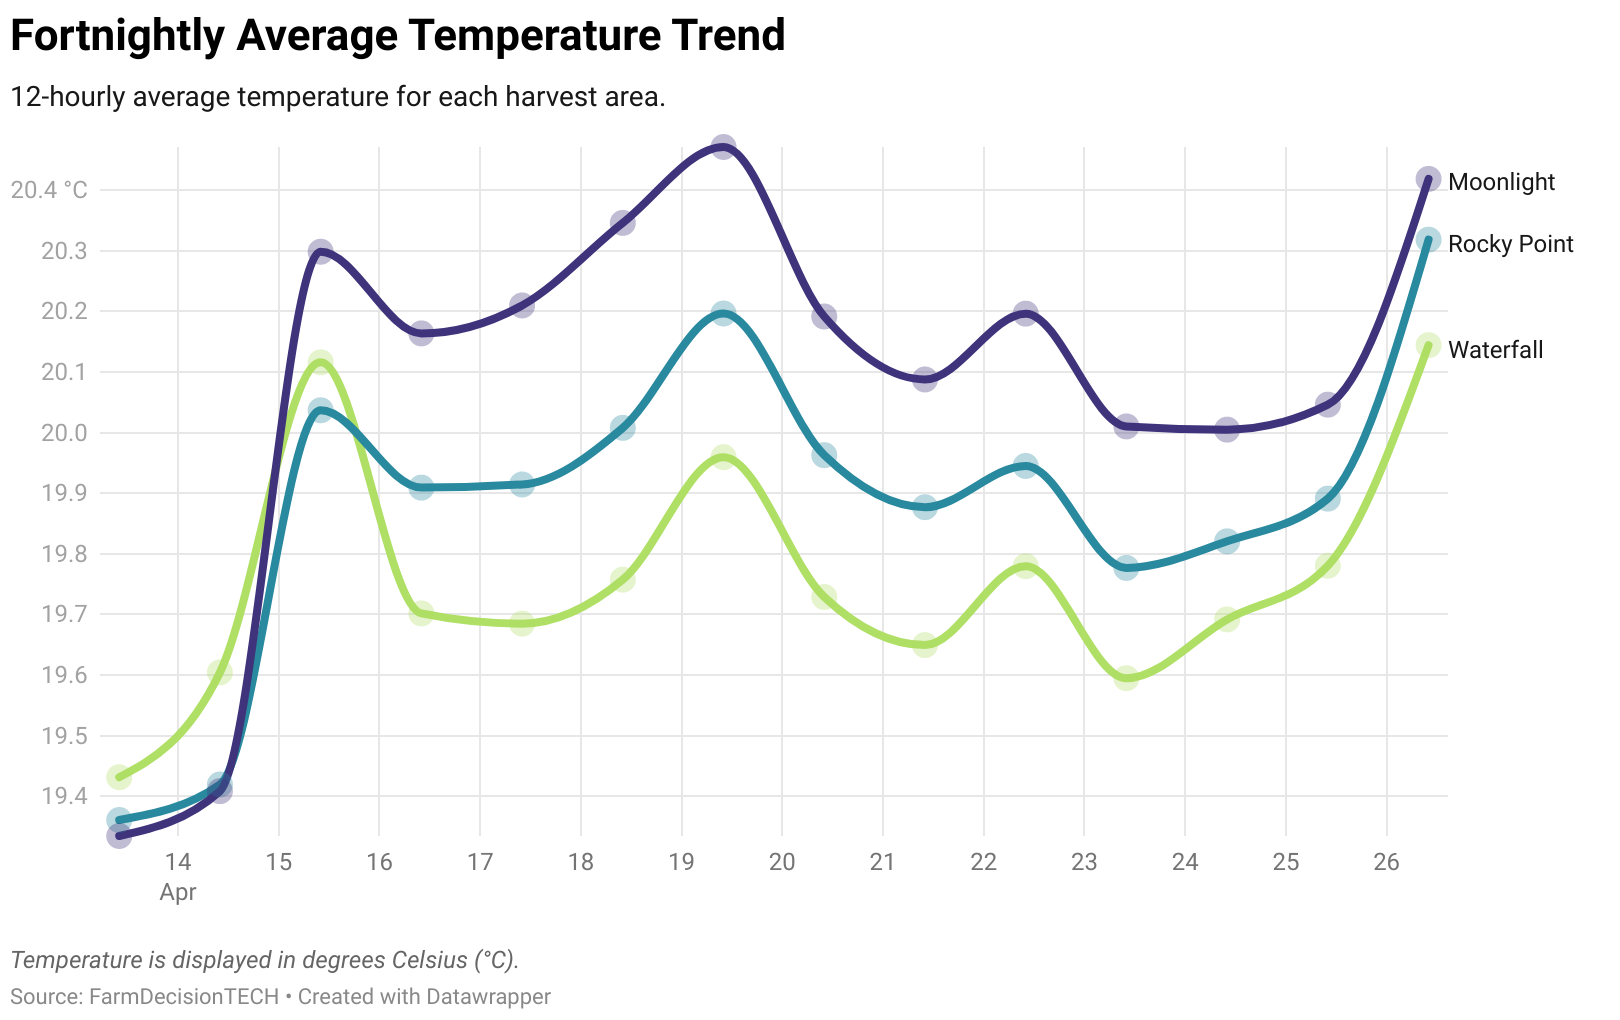 Fortnightly Average Temperature Trend
12-hourly average temperature for each harvest area.
20.4 °C
20.3
20.2
20.1
20.0
19.9
19.8
19.7
19.6
19.5
19.4
Moonlight
Rocky Point
Waterfall
14 15 16 17 18 19 20 21 22 23 24 25 26
Apr
Temperature is displayed in degrees Celsius (°C).
Source: FarmDecisionTECH • Created with Datawrapper